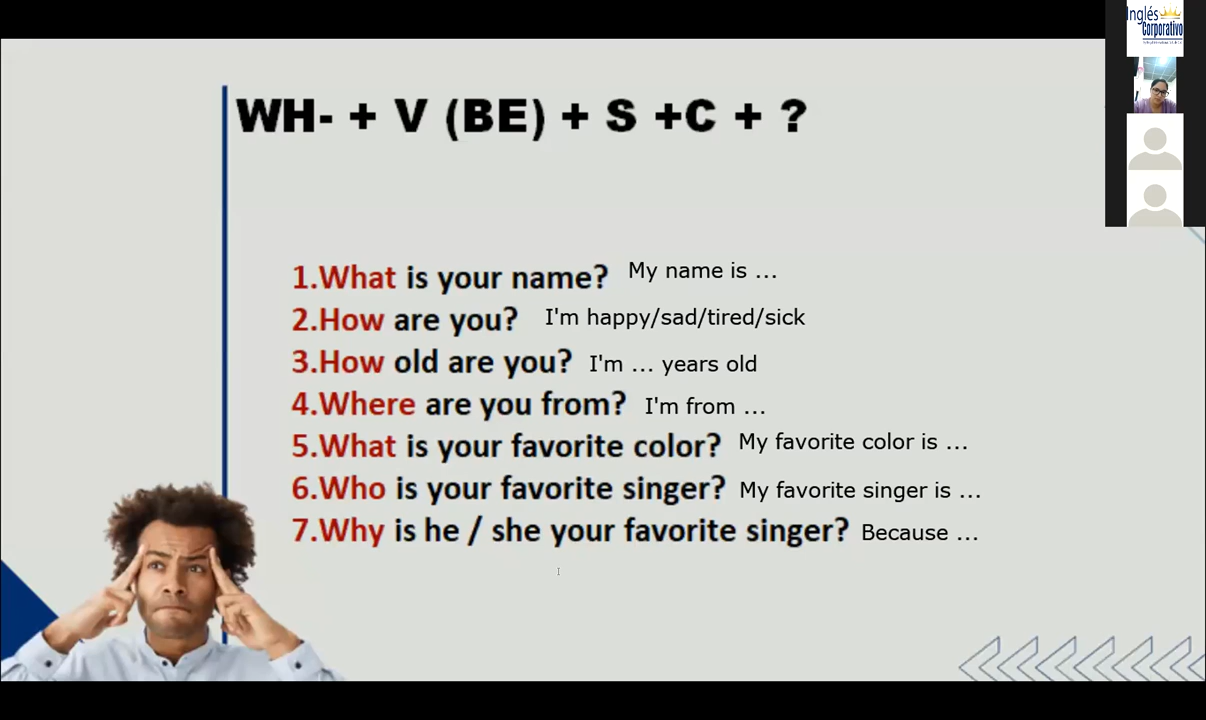 WH- + V (BE) + S +C + ?
1.What is your name? My name is ...
2.How are you? I'm happy/sad/tired/sick
3.How old are you? I'm ... years old
4.Where are you from? I'm from ...
5.What is your favorite color? My favorite color is ...
6.Who is your favorite singer? My favorite singer is ...
7.Why is he / she your favorite singer? Because ...
Inglés
Corporativo